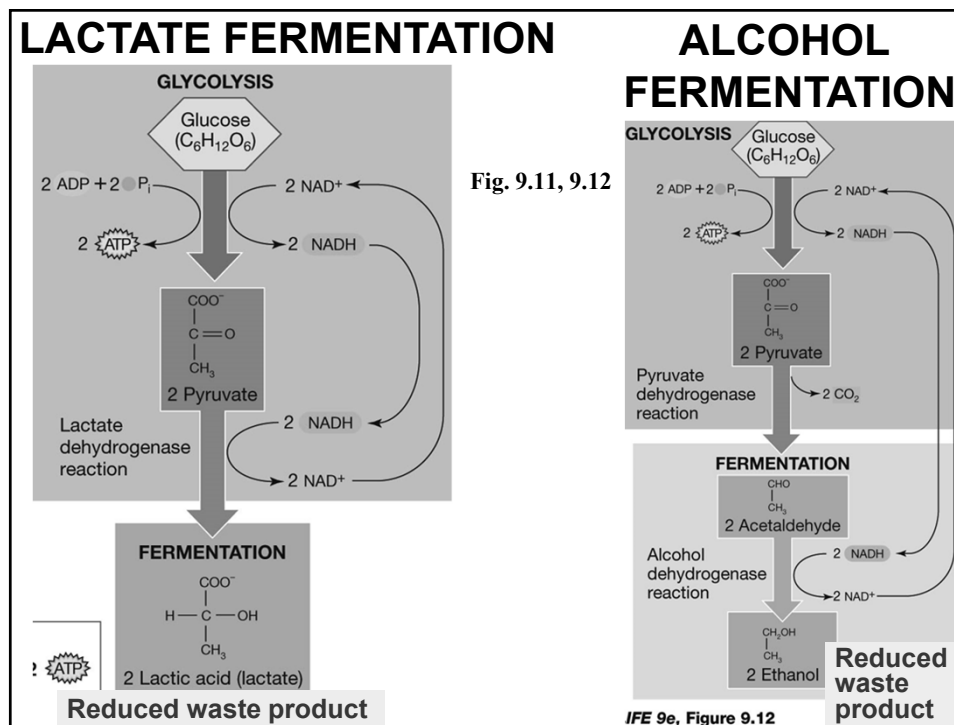 LACTATE FERMENTATION
GLYCOLYSIS
Glucose
(C₆H₁₂O₆)
2 ADP + 2 Pᵢ
2 NAD⁺
2 ATP
2 NADH
COO⁻
C=O
CH₃
2 Pyruvate
Lactate
dehydrogenase
reaction
2 NADH
2 NAD⁺
FERMENTATION
COO⁻
H—C—OH
CH₃
2 Lactic acid (lactate)
2 ATP
Reduced waste product
Fig. 9.11, 9.12
ALCOHOL
FERMENTATION
GLYCOLYSIS
Glucose
(C₆H₁₂O₆)
2 ADP + 2 Pᵢ
2 NAD⁺
2 ATP
2 NADH
COO⁻
C=O
CH₃
2 Pyruvate
Pyruvate
dehydrogenase
reaction
2 CO₂
FERMENTATION
CHO
CH₃
2 Acetaldehyde
Alcohol
dehydrogenase
reaction
2 NADH
2 NAD⁺
CH₂OH
CH₃
2 Ethanol
Reduced
waste
product
IFE 9e, Figure 9.12